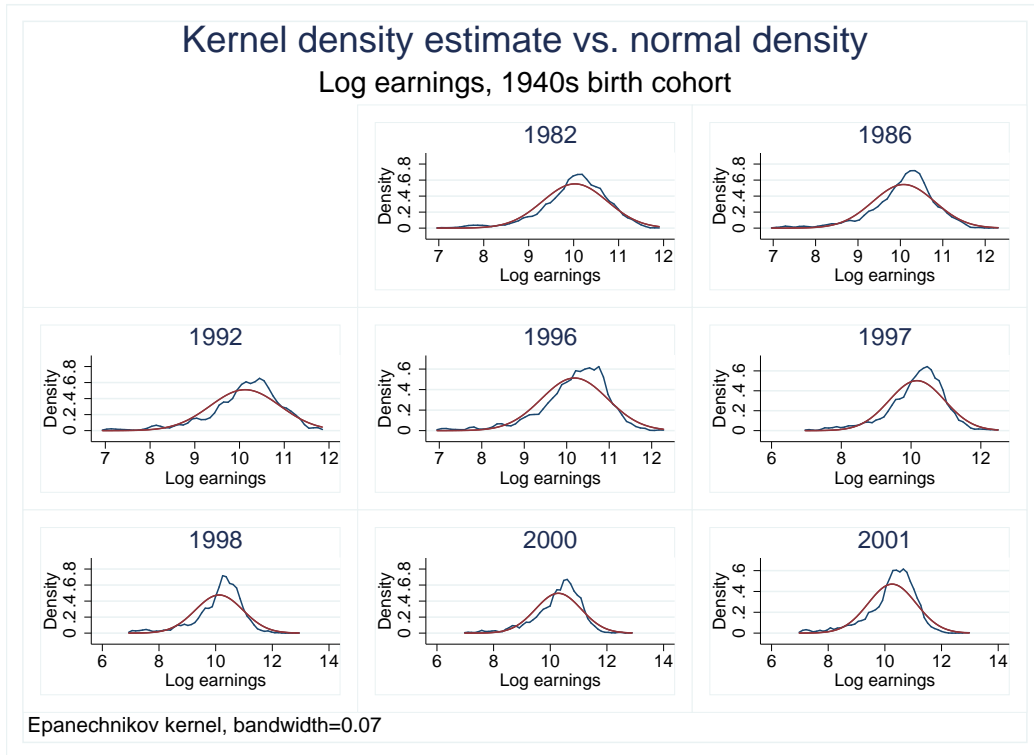 Kernel density estimate vs. normal density
Log earnings, 1940s birth cohort
1982
Density
0 .2 .4 .6 .8
7 8 9 10 11 12
Log earnings
1986
Density
0 .2 .4 .6 .8
7 8 9 10 11 12
Log earnings
1992
Density
0 .2 .4 .6 .8
7 8 9 10 11 12
Log earnings
1996
Density
0 .2 .4 .6
7 8 9 10 11 12
Log earnings
1997
Density
0 .2 .4 .6
6 8 10 12
Log earnings
1998
Density
0 .2 .4 .6 .8
6 8 10 12 14
Log earnings
2000
Density
0 .2 .4 .6 .8
6 8 10 12 14
Log earnings
2001
Density
0 .2 .4 .6
6 8 10 12 14
Log earnings
Epanechnikov kernel, bandwidth=0.07